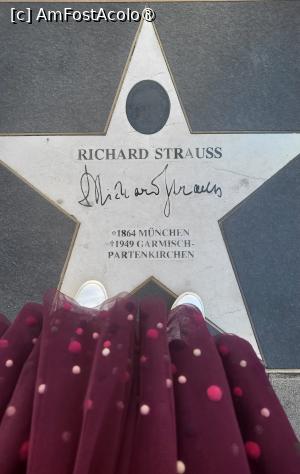 [c] AmFostAcolo®
RICHARD STRAUSS
Richard Strauss
*1864 MÜNCHEN
†1949 GARMISCH-
PARTENKIRCHEN